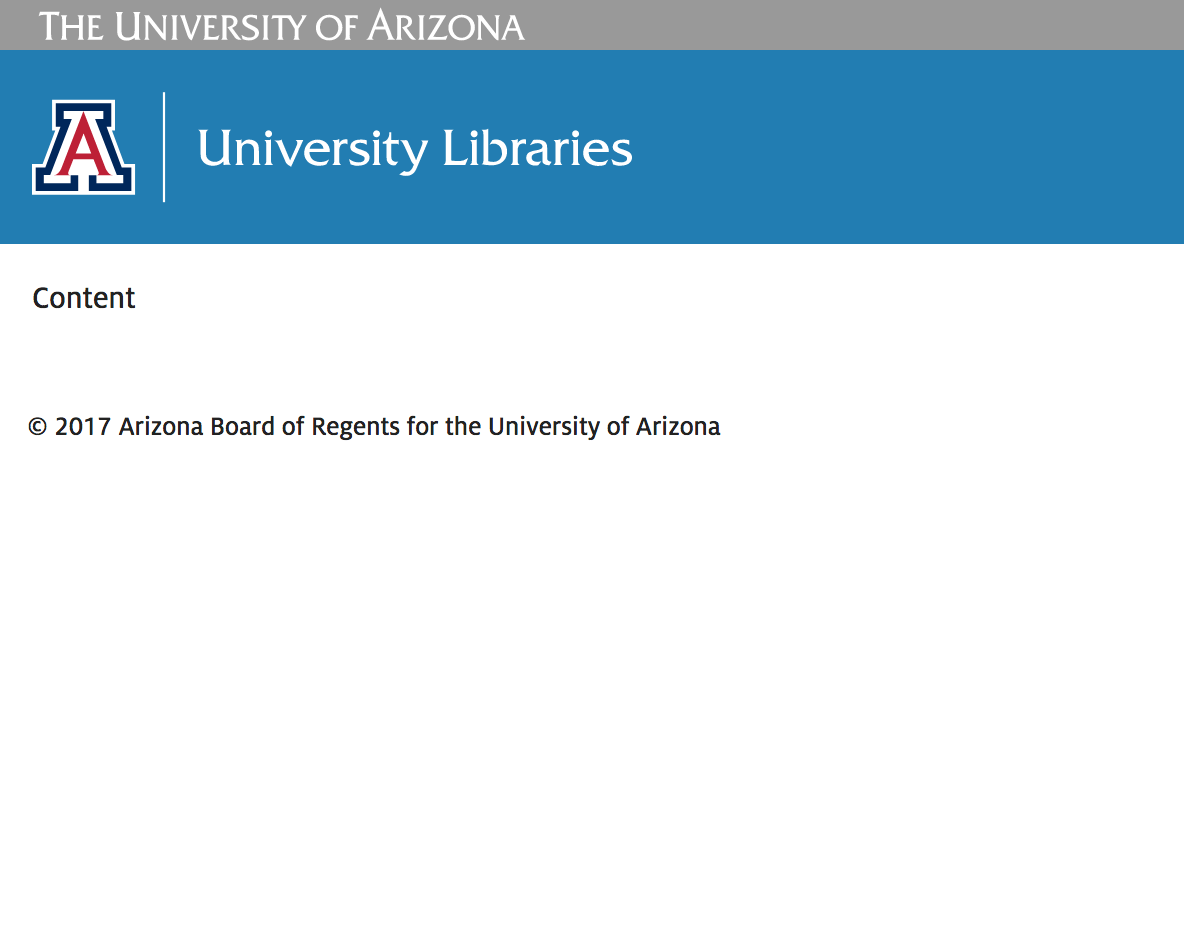 THE UNIVERSITY OF ARIZONA
A
University Libraries
Content
© 2017 Arizona Board of Regents for the University of Arizona